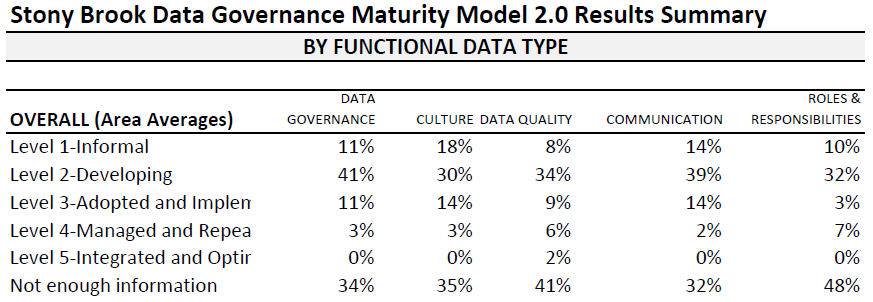 Stony Brook Data Governance Maturity Model 2.0 Results Summary
BY FUNCTIONAL DATA TYPE
DATA ROLES &
OVERALL (Area Averages) GOVERNANCE CULTURE DATA QUALITY COMMUNICATION RESPONSIBILITIES
Level 1-Informal 11% 18% 8% 14% 10%
Level 2-Developing 41% 30% 34% 39% 32%
Level 3-Adopted and Implem 11% 14% 9% 14% 3%
Level 4-Managed and Repea 3% 3% 6% 2% 7%
Level 5-Integrated and Optir 0% 0% 2% 0% 0%
Not enough information 34% 35% 41% 32% 48%